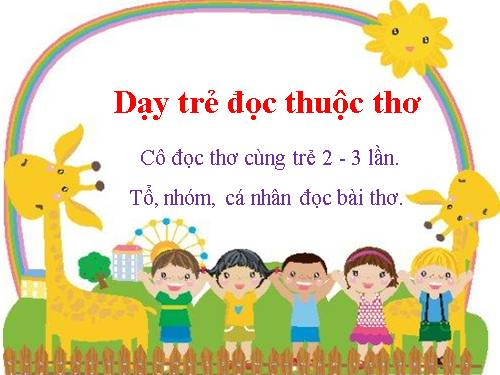 Dạy trẻ đọc thuộc thơ
Cô đọc thơ cùng trẻ 2 - 3 lần.
Tổ, nhóm, cá nhân đọc bài thơ.